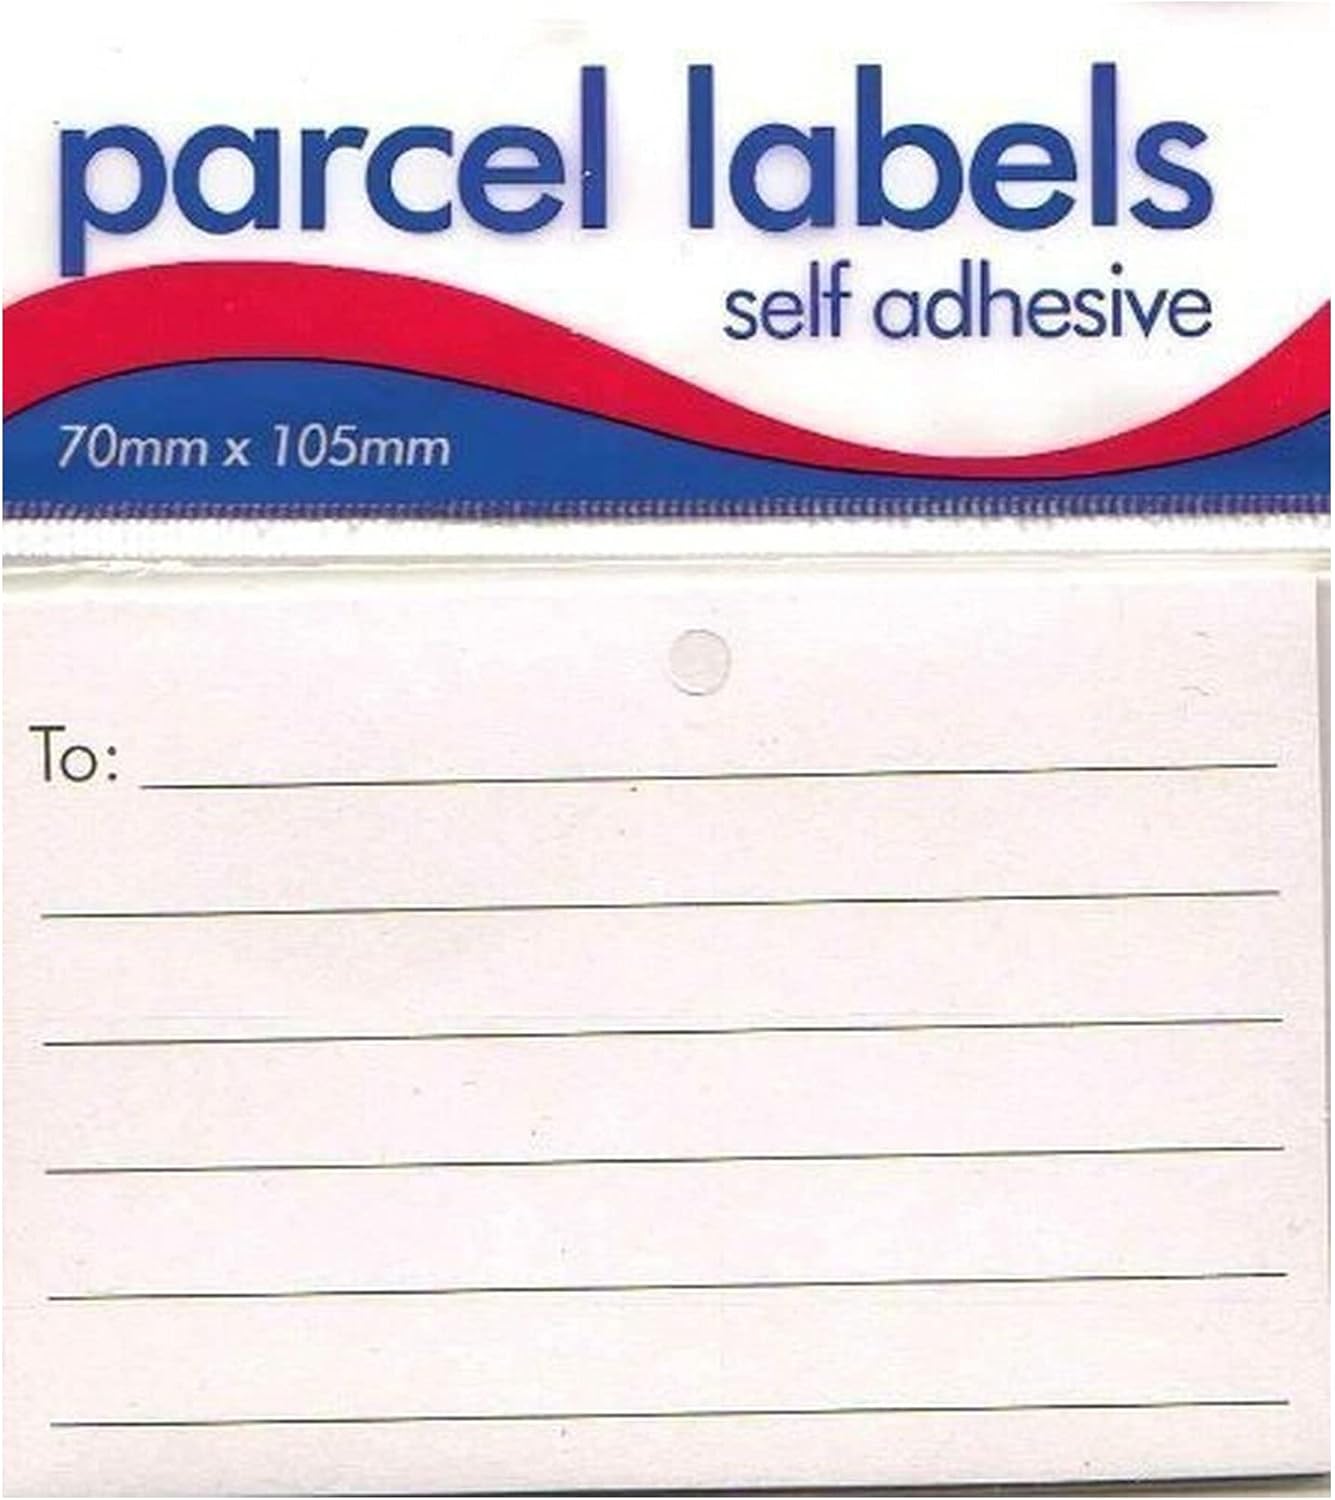 parcel labels
self adhesive
70mm x 105mm
To: